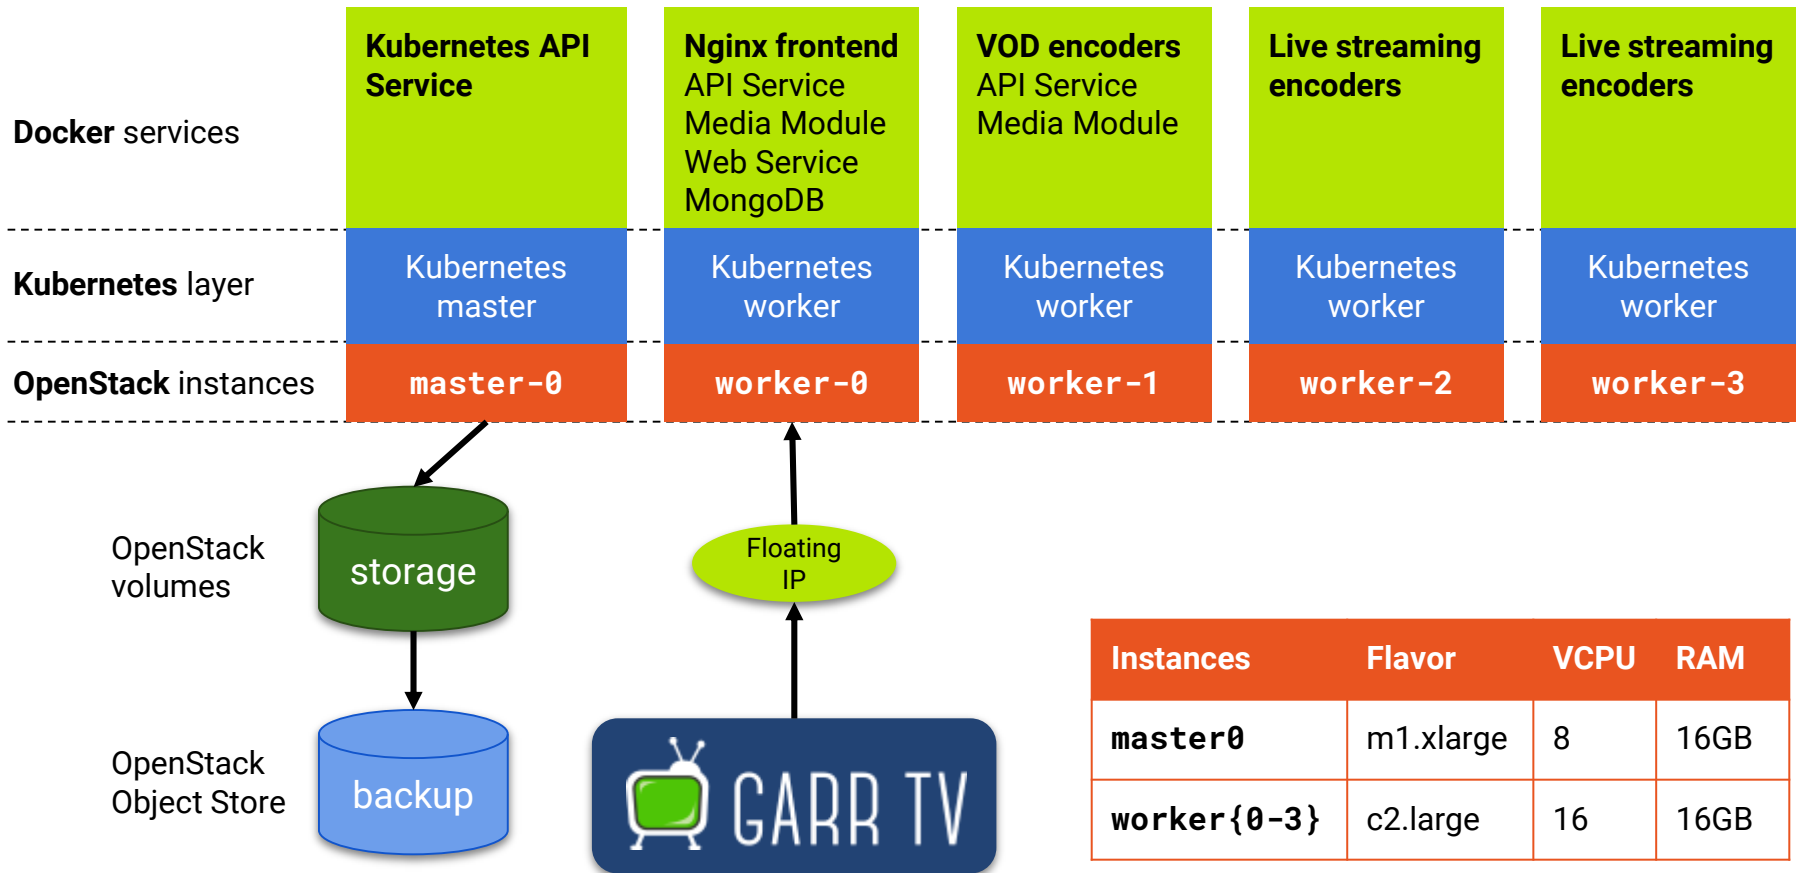 Kubernetes API
Service
Nginx frontend
API Service
Media Module
Web Service
MongoDB
VOD encoders
API Service
Media Module
Live streaming
encoders
Live streaming
encoders
Docker services
Kubernetes layer
Kubernetes
master
Kubernetes
worker
Kubernetes
worker
Kubernetes
worker
Kubernetes
worker
OpenStack instances
master-0
worker-0
worker-1
worker-2
worker-3
OpenStack
volumes
storage
Floating
IP
OpenStack
Object Store
backup
GARR TV
Instances Flavor VCPU RAM
master0 m1.xlarge 8 16GB
worker{0-3} c2.large 16 16GB